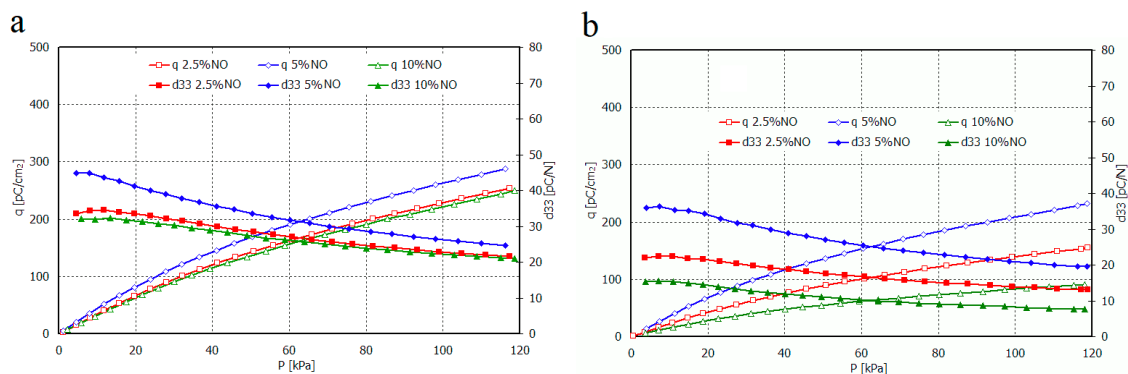 a
500
400
300
200
100
0
q [pC/cm2]
80
70
60
50
40
30
20
10
0
d33 [pC/N]
q 2.5%NO
q 5%NO
q 10%NO
d33 2.5%NO
d33 5%NO
d33 10%NO
0
20
40
60
80
100
120
P [kPa]
b
500
400
300
200
100
0
q [pC/cm2]
80
70
60
50
40
30
20
10
0
d33 [pC/N]
q 2.5%NO
q 5%NO
q 10%NO
d33 2.5%NO
d33 5%NO
d33 10%NO
0
20
40
60
80
100
120
P [kPa]